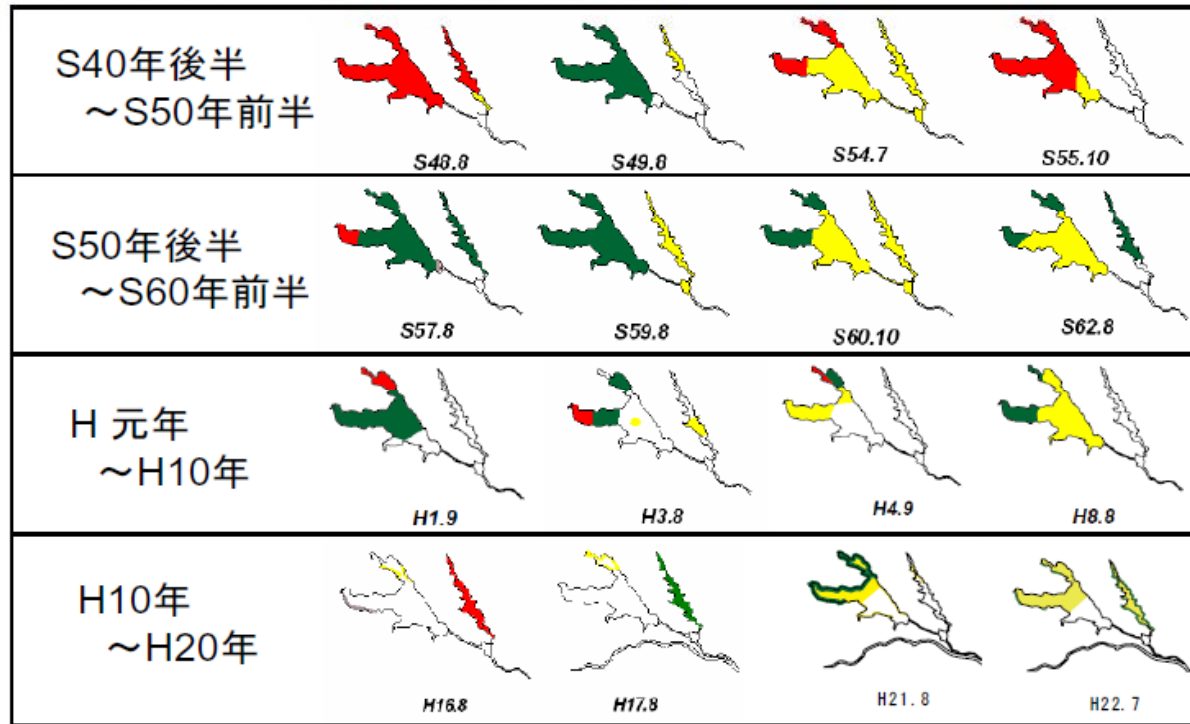 S40年後半
～S50年前半
S48.8
S49.8
S54.7
S55.10
S50年後半
～S60年前半
S57.8
S59.8
S60.10
S62.8
H 元年
～H10年
H1.9
H3.8
H4.9
H8.8
H10年
～H20年
H16.8
H17.8
H21.8
H22.7